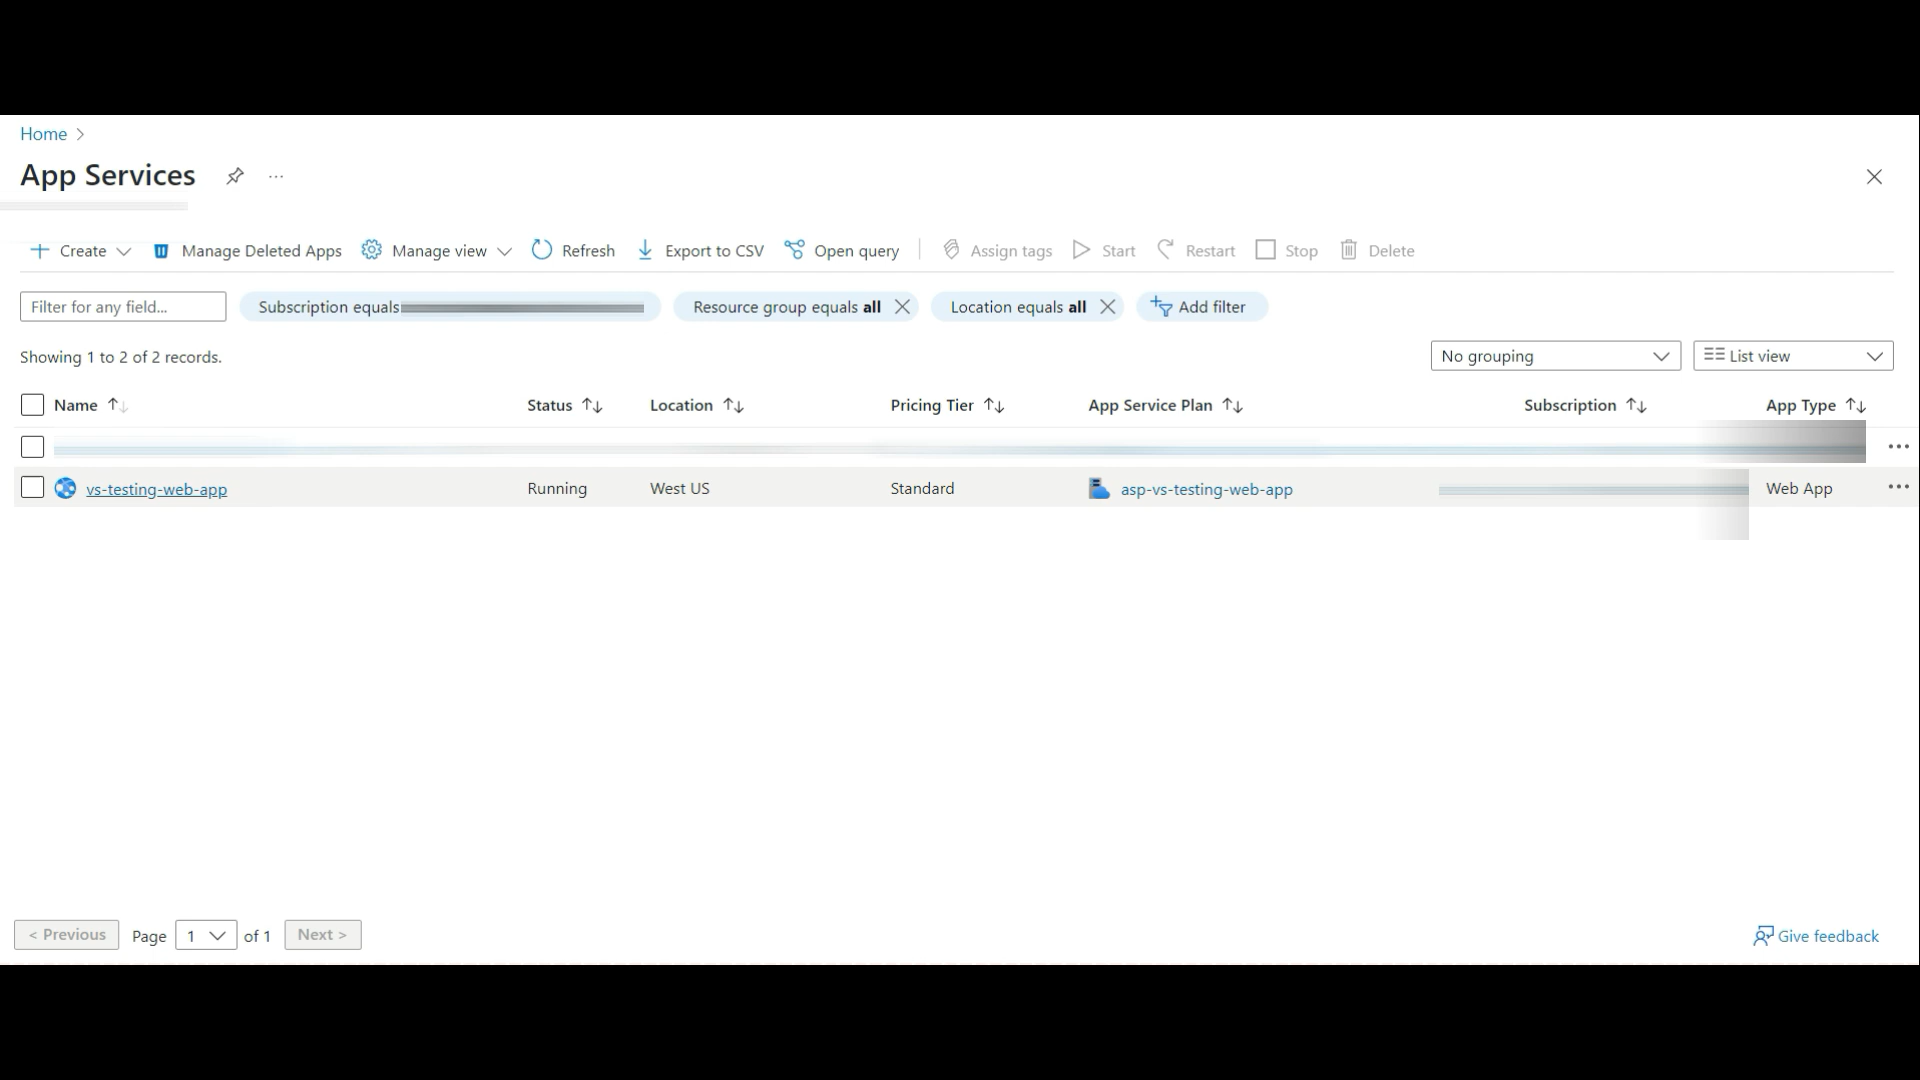 Home
App Services
Create Manage Deleted Apps Manage view Refresh Export to CSV Open query Assign tags Start Restart Stop Delete
Filter for any field... Subscription equals Resource group equals all Location equals all Add filter
Showing 1 to 2 of 2 records. No grouping List view
Name Status Location Pricing Tier App Service Plan Subscription App Type
vs-testing-web-app Running West US Standard asp-vs-testing-web-app Web App
< Previous Page 1 of 1 Next > Give feedback